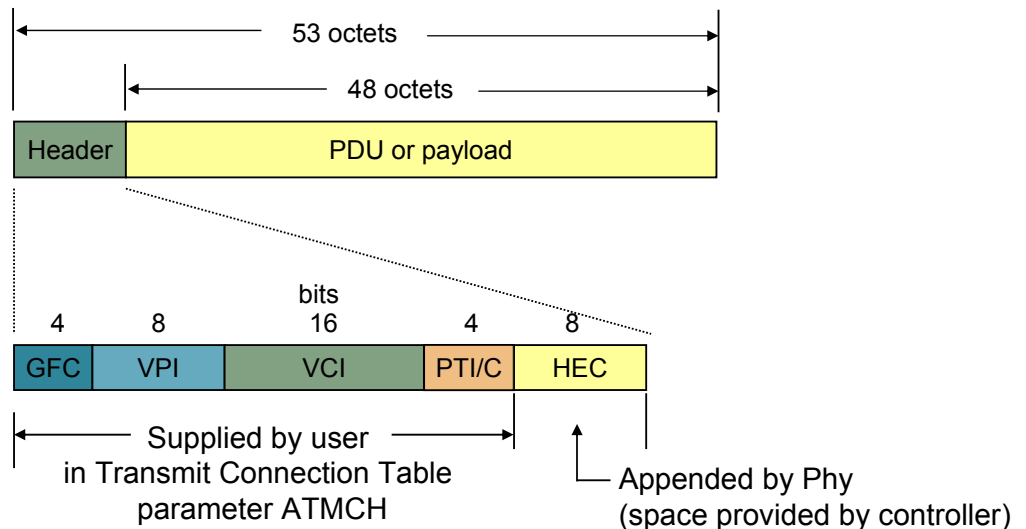 53 octets
48 octets
Header
PDU or payload
bits
4 8 16 4 8
GFC VPI VCI PTI/C HEC
Supplied by user
in Transmit Connection Table
parameter ATMCH
Appended by Phy
(space provided by controller)